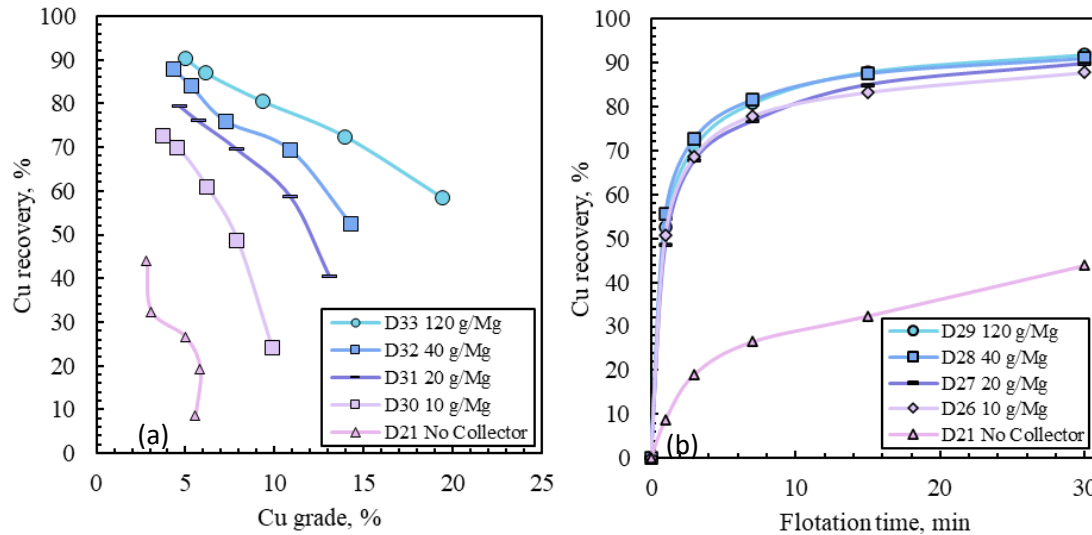 100
90
80
70
60
50
40
30
20
10
0
Cu recovery, %
D33 120 g/Mg
D32 40 g/Mg
D31 20 g/Mg
D30 10 g/Mg
D21 No Collector
(a)
0 5 10 15 20 25
Cu grade, %
100
90
80
70
60
50
40
30
20
10
0
Cu recovery, %
D29 120 g/Mg
D28 40 g/Mg
D27 20 g/Mg
D26 10 g/Mg
D21 No Collector
(b)
0 10 20 30
Flotation time, min